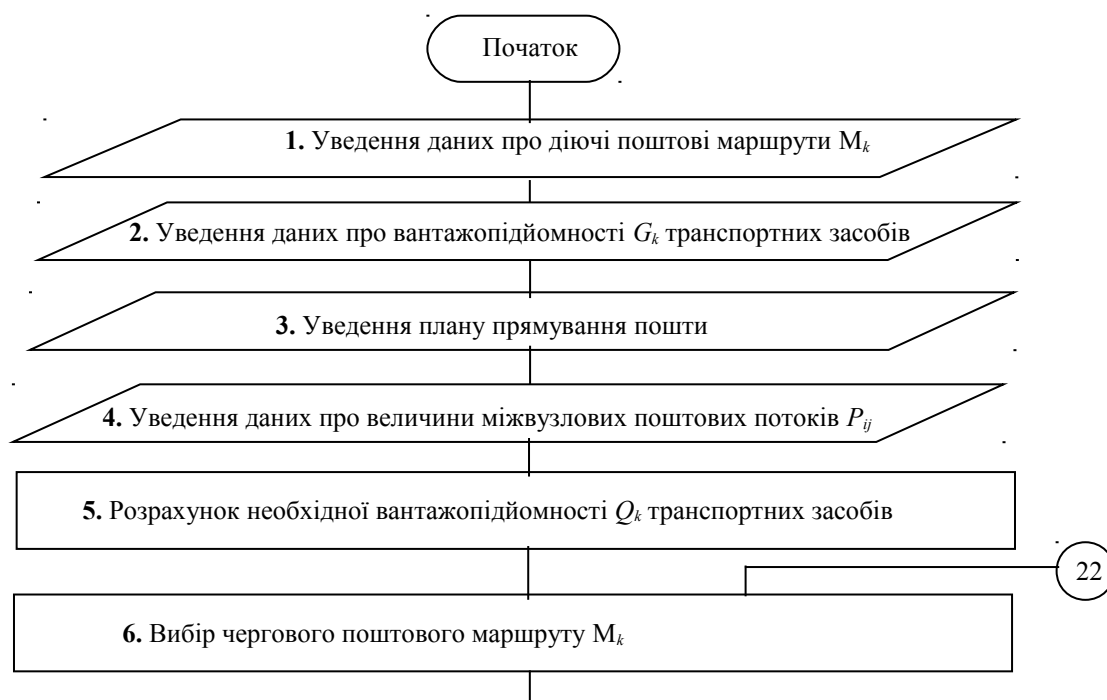 Початок
1. Уведення даних про діючі поштові маршрути Mk
2. Уведення даних про вантажопідйомності Gk транспортних засобів
3. Уведення плану прямування пошти
4. Уведення даних про величини міжвузлових поштових потоків Pij
5. Розрахунок необхідної вантажопідйомності Qk транспортних засобів
22
6. Вибір чергового поштового маршруту Mk